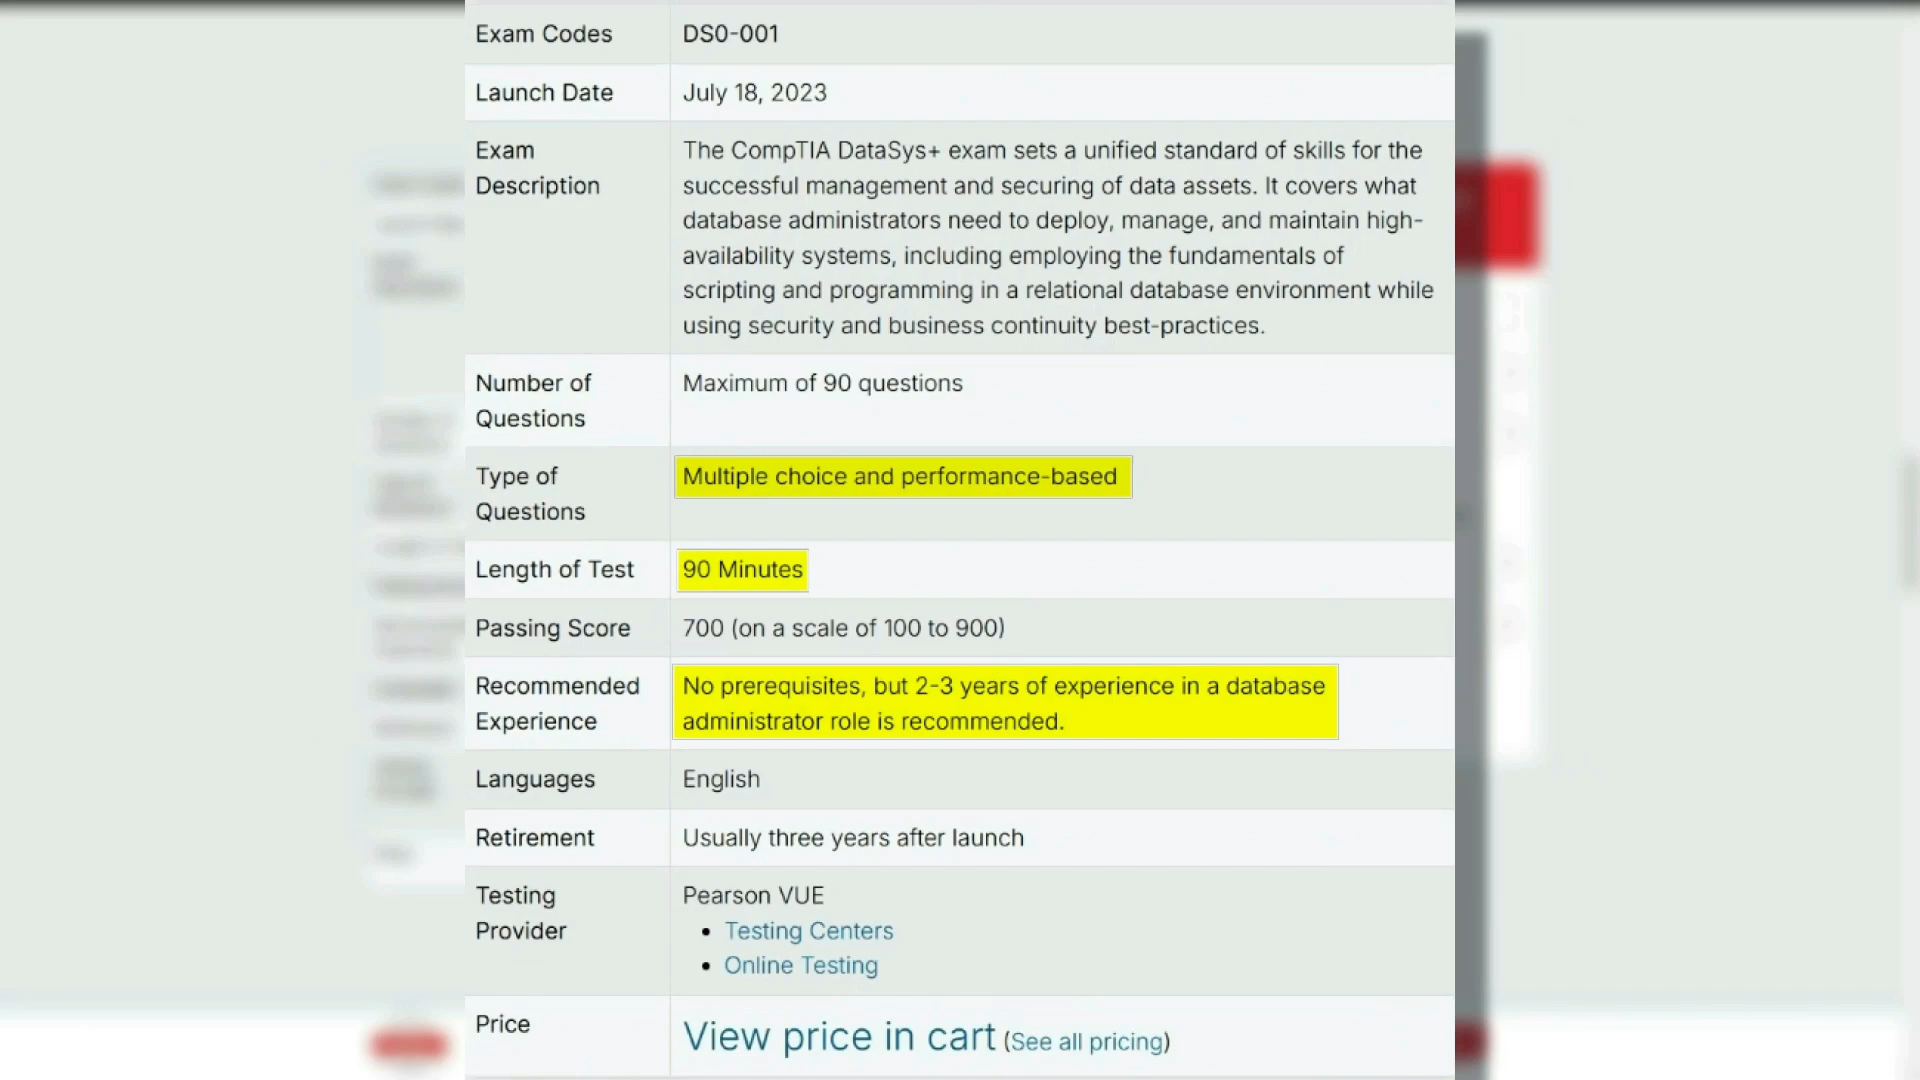 Exam Codes DS0-001
Launch Date July 18, 2023
Exam Description
The CompTIA DataSys+ exam sets a unified standard of skills for the
successful management and securing of data assets. It covers what
database administrators need to deploy, manage, and maintain high-
availability systems, including employing the fundamentals of
scripting and programming in a relational database environment while
using security and business continuity best-practices.
Number of Questions
Maximum of 90 questions
Type of Questions
Multiple choice and performance-based
Length of Test 90 Minutes
Passing Score 700 (on a scale of 100 to 900)
Recommended Experience
No prerequisites, but 2-3 years of experience in a database
administrator role is recommended.
Languages English
Retirement Usually three years after launch
Testing Provider
Pearson VUE
• Testing Centers
• Online Testing
Price View price in cart (See all pricing)